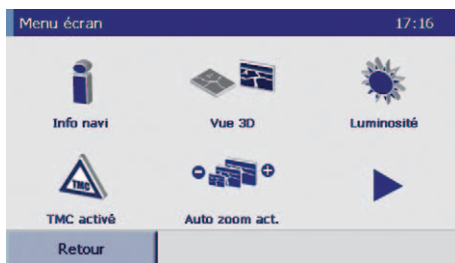 Menu écran 17:16
Info navi Vue 3D Luminosité
TMC
TMC activé Auto zoom act.
Retour